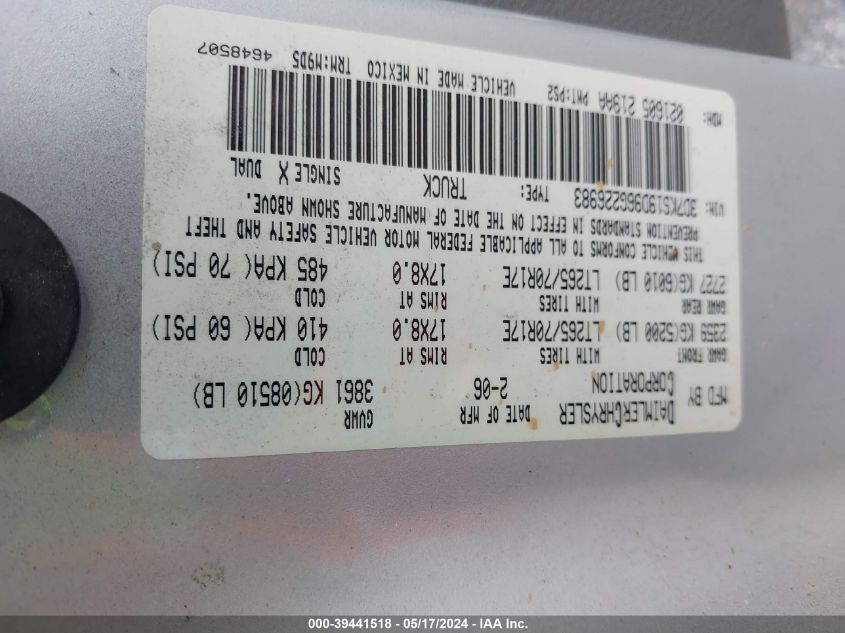 MFD BY DAIMLERCHRYSLER CORPORATION
DATE OF MFR 2-06
GVWR 3861 KG(08510 LB)
GAWR FRONT 2359 KG(5200 LB)
WITH TIRES LT265/70R17E
RIMS AT 17X8.0
COLD 410 KPA( 60 PSI)
GAWR REAR 2727 KG(6010 LB)
WITH TIRES LT265/70R17E
RIMS AT 17X8.0
COLD 485 KPA( 70 PSI)
THIS VEHICLE CONFORMS TO ALL APPLICABLE FEDERAL MOTOR VEHICLE SAFETY AND THEFT
PREVENTION STANDARDS IN EFFECT ON THE DATE OF MANUFACTURE SHOWN ABOVE.
VIN: 3D7KS19D96G226983 TYPE: TRUCK SINGLE X DUAL
MDH: 021605 219AA PNT:PS2 VEHICLE MADE IN MEXICO TRM:M9D5 4648507
000-39441518 - 05/17/2024 - IAA Inc.